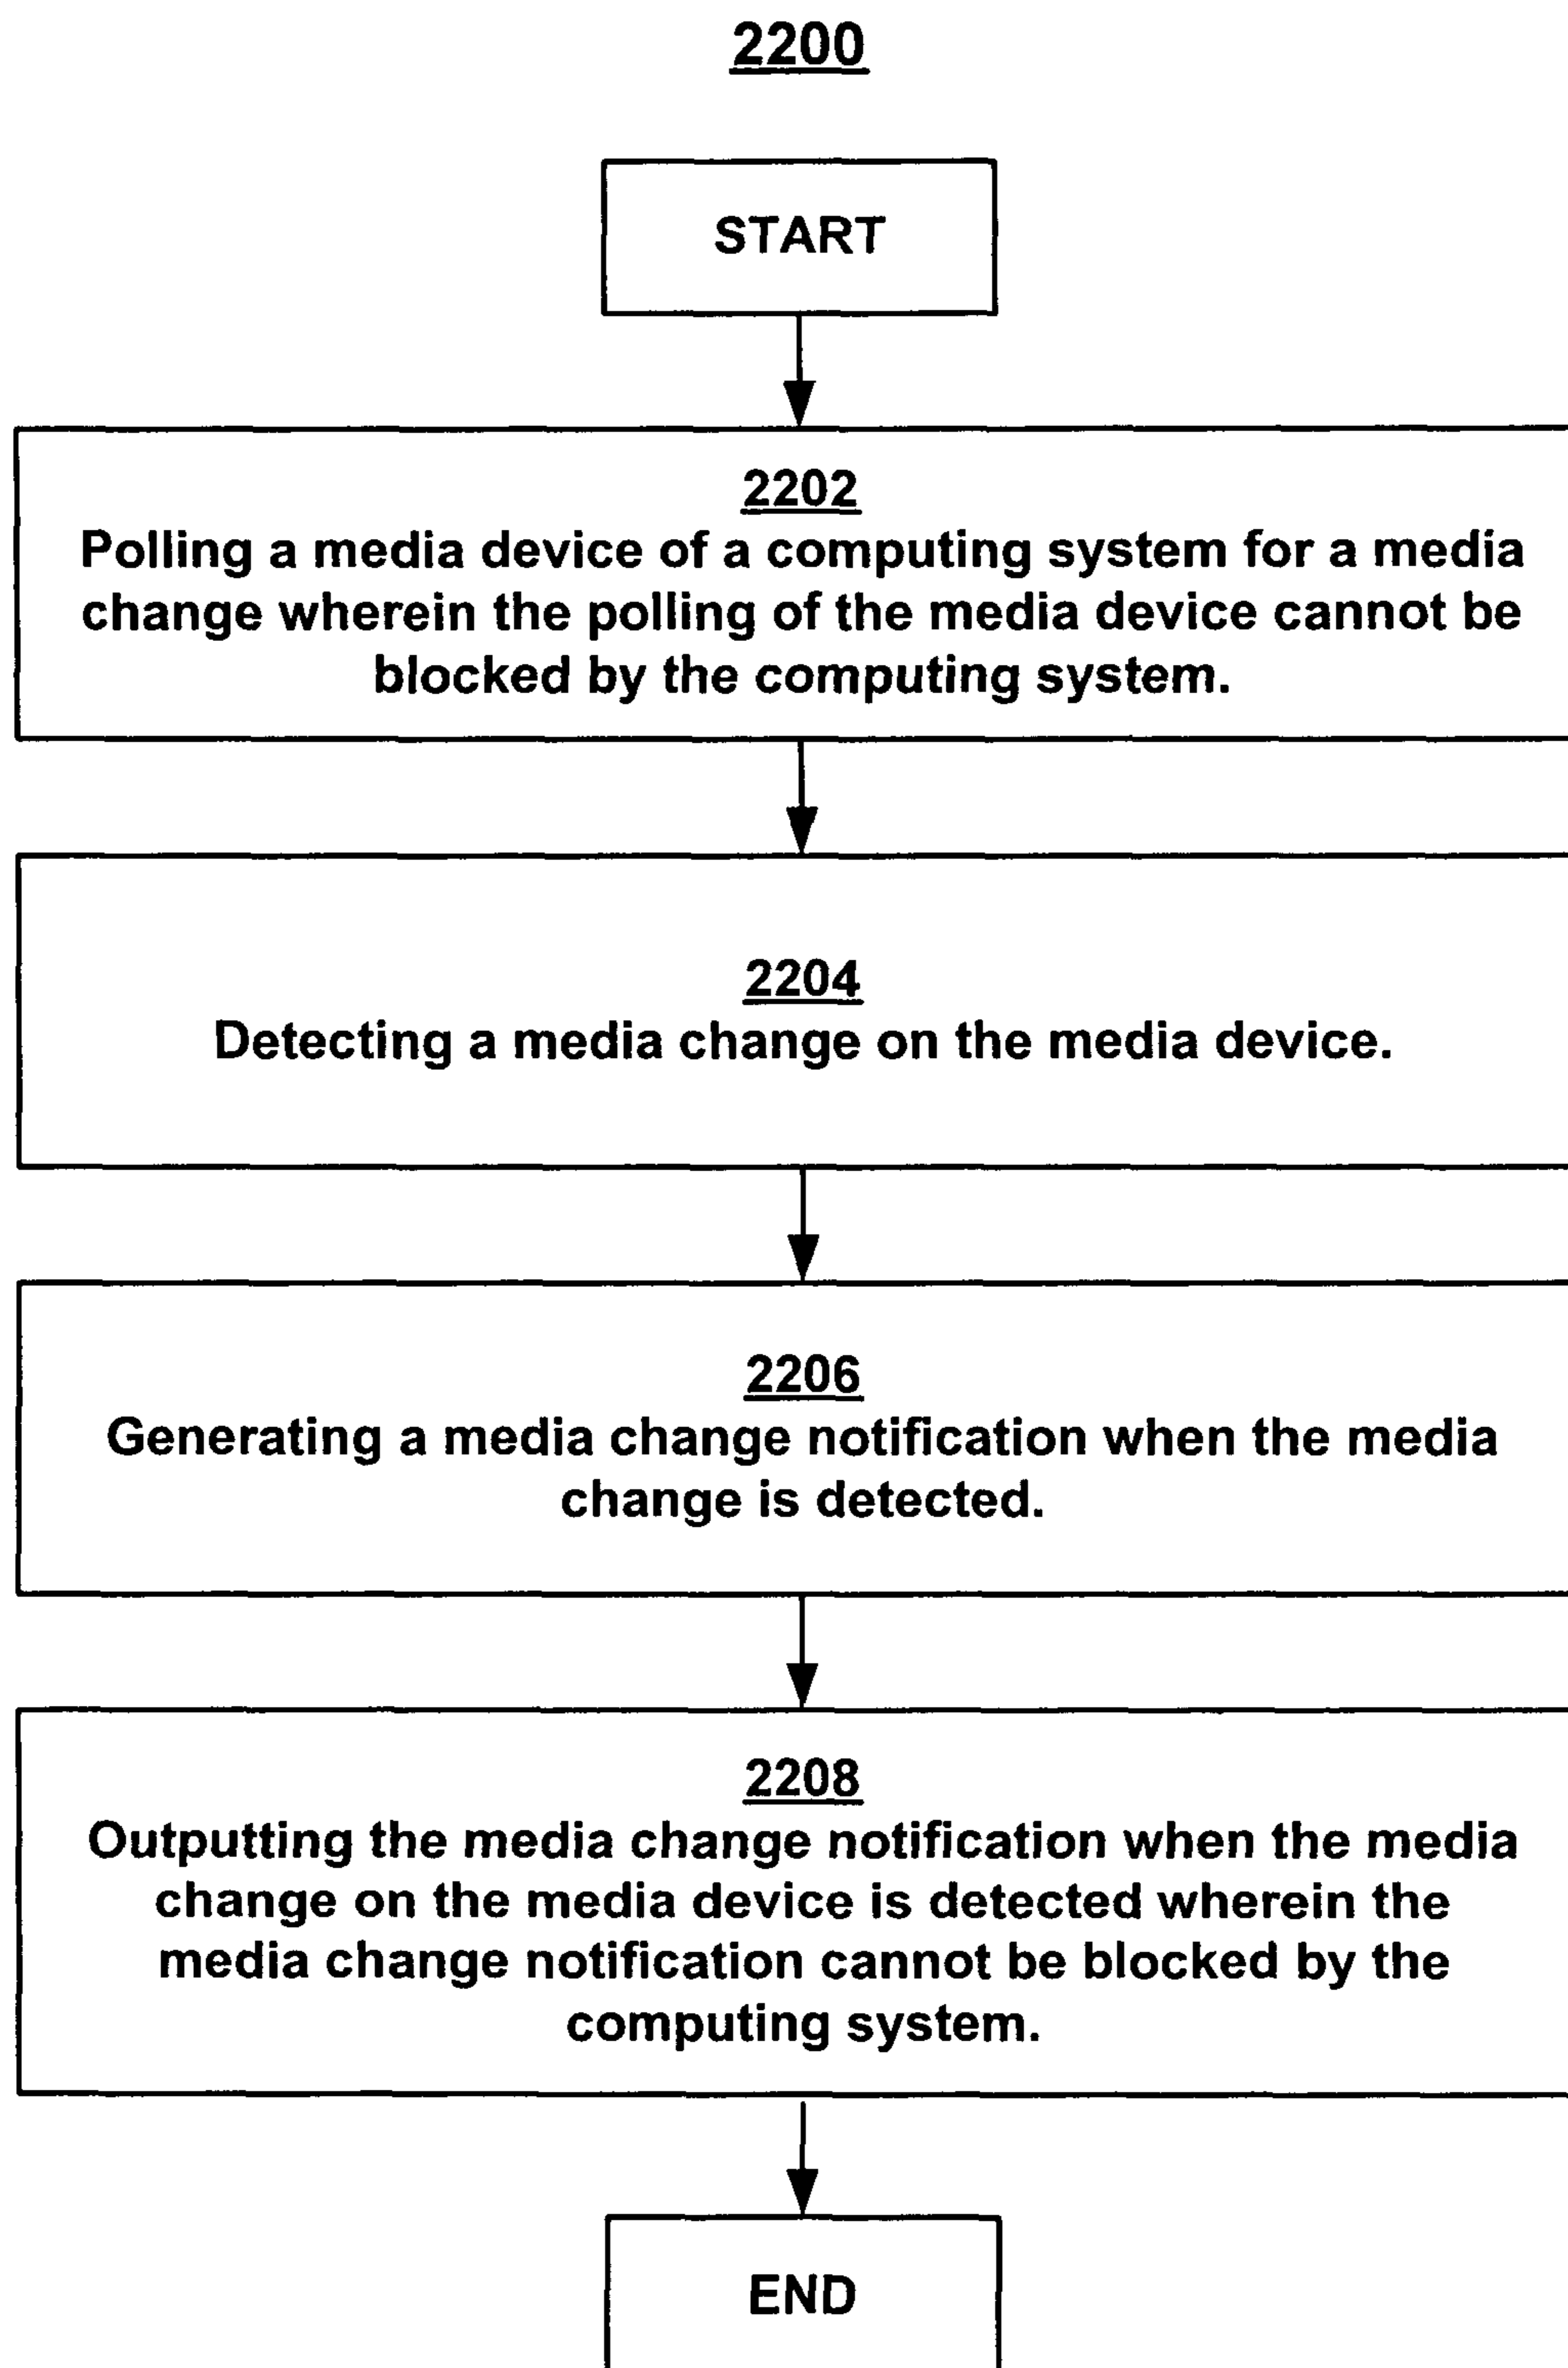 2200
START
2202
Polling a media device of a computing system for a media
change wherein the polling of the media device cannot be
blocked by the computing system.
2204
Detecting a media change on the media device.
2206
Generating a media change notification when the media
change is detected.
2208
Outputting the media change notification when the media
change on the media device is detected wherein the
media change notification cannot be blocked by the
computing system.
END